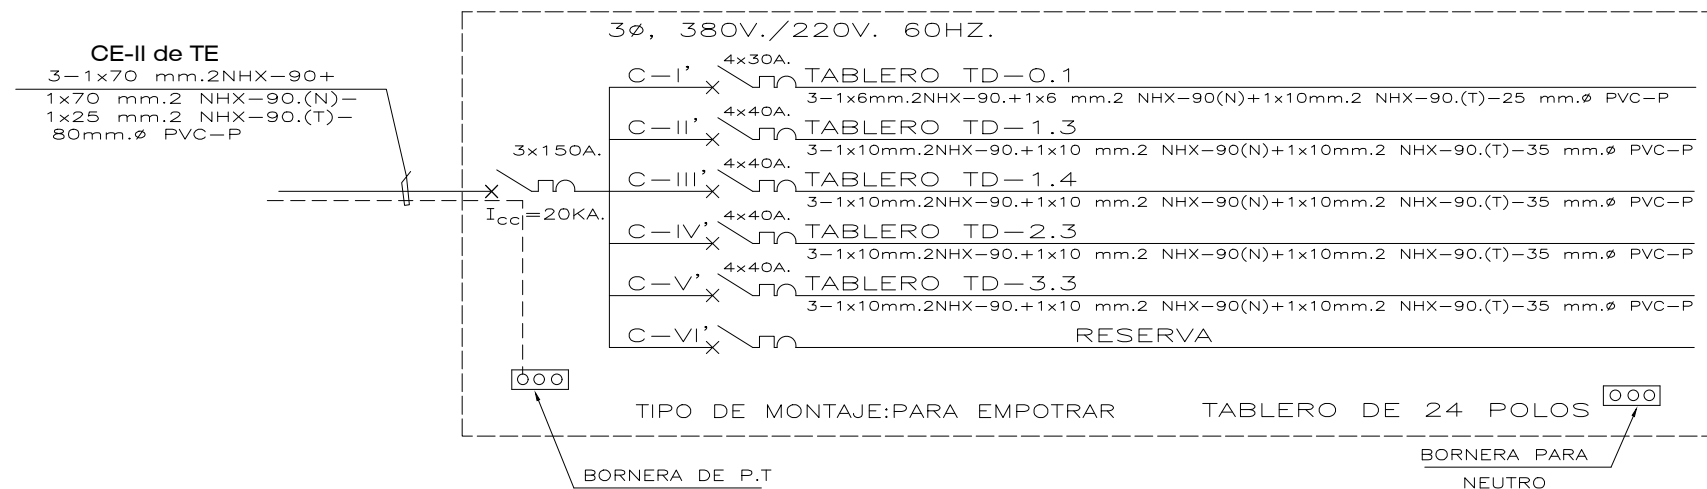 3ø, 380V./220V. 60HZ.
CE-II de TE
3-1x70 mm.2NHX-90+
1x70 mm.2 NHX-90.(N)-
1x25 mm.2 NHX-90.(T)-
80mm.ø PVC-P
3x150A.
Icc=20KA.
C-I' 4x30A. TABLERO TD-0.1
3-1x6mm.2NHX-90.+1x6 mm.2 NHX-90(N)+1x10mm.2 NHX-90.(T)-25 mm.ø PVC-P
C-II' 4x40A. TABLERO TD-1.3
3-1x10mm.2NHX-90.+1x10 mm.2 NHX-90(N)+1x10mm.2 NHX-90.(T)-35 mm.ø PVC-P
C-III' 4x40A. TABLERO TD-1.4
3-1x10mm.2NHX-90.+1x10 mm.2 NHX-90(N)+1x10mm.2 NHX-90.(T)-35 mm.ø PVC-P
C-IV' 4x40A. TABLERO TD-2.3
3-1x10mm.2NHX-90.+1x10 mm.2 NHX-90(N)+1x10mm.2 NHX-90.(T)-35 mm.ø PVC-P
C-V' 4x40A. TABLERO TD-3.3
3-1x10mm.2NHX-90.+1x10 mm.2 NHX-90(N)+1x10mm.2 NHX-90.(T)-35 mm.ø PVC-P
C-VI' RESERVA
TIPO DE MONTAJE:PARA EMPOTRAR
TABLERO DE 24 POLOS
BORNERA DE P.T
BORNERA PARA
NEUTRO